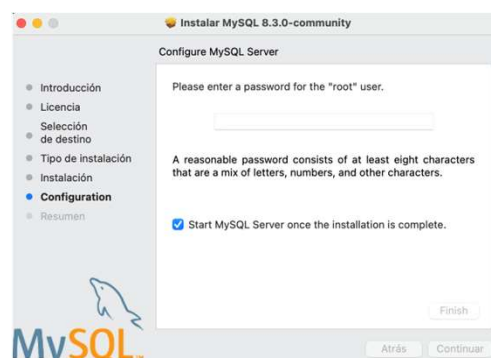 Instalar MySQL 8.3.0-community
Configure MySQL Server
Introducción
Licencia
Selección
de destino
Tipo de instalación
Instalación
Configuration
Resumen
Please enter a password for the "root" user.
A reasonable password consists of at least eight characters
that are a mix of letters, numbers, and other characters.
Start MySQL Server once the installation is complete.
Finish
MySQL
Atrás
Continuar